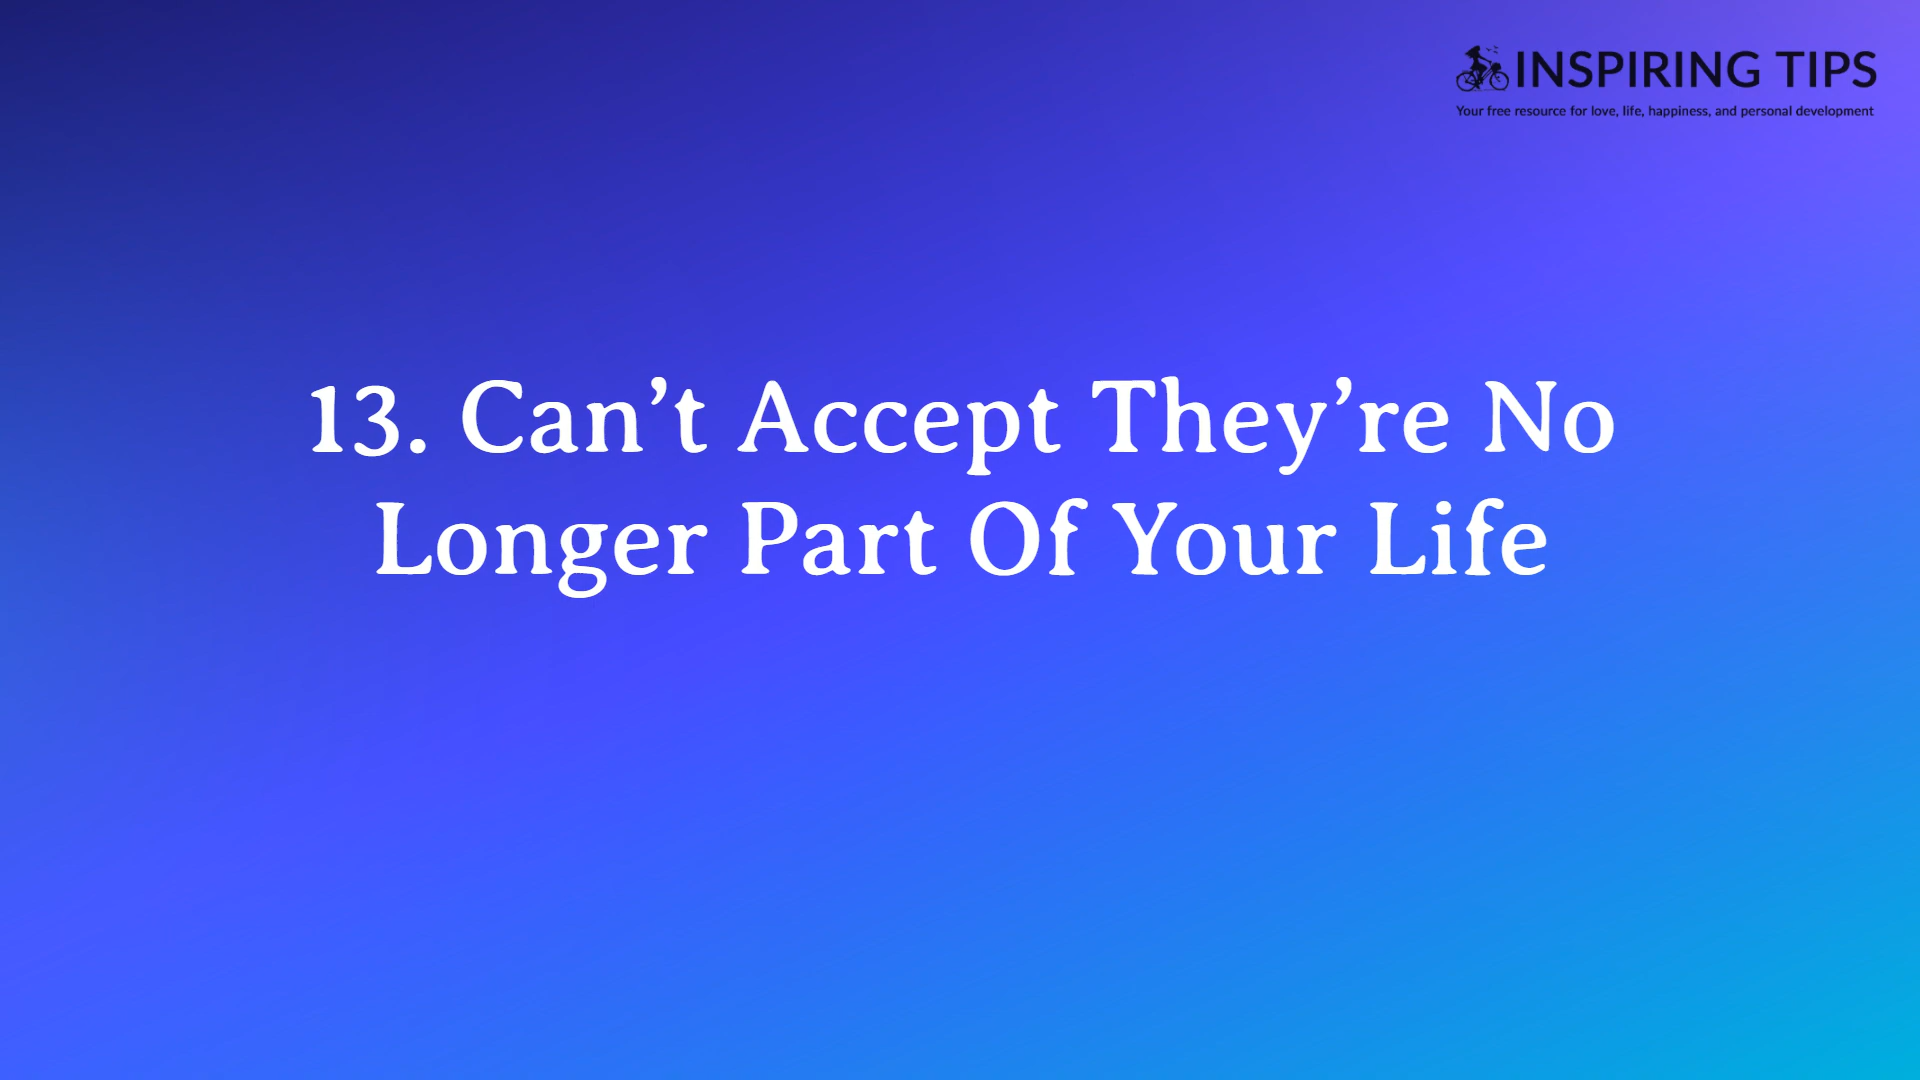 INSPIRING TIPS
Your free resource for love, life, happiness, and personal development
13. Can’t Accept They’re No
Longer Part Of Your Life